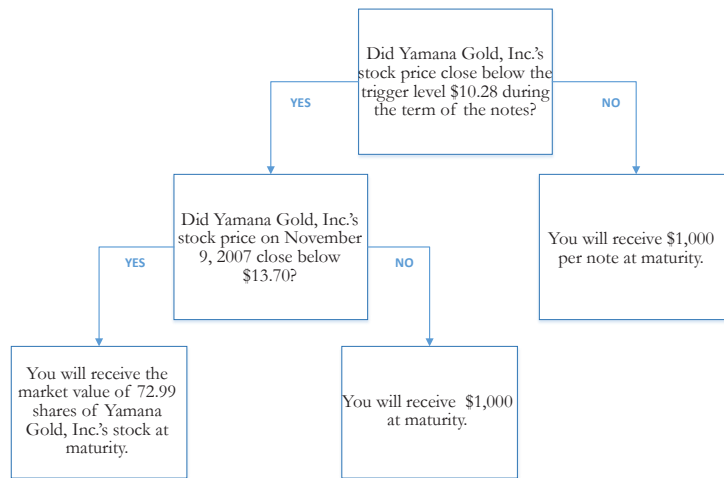 Did Yamana Gold, Inc.'s
stock price close below the
trigger level $10.28 during
the term of the notes?
YES
NO
Did Yamana Gold, Inc.'s
stock price on November
9, 2007 close below
$13.70?
You will receive $1,000
per note at maturity.
YES
NO
You will receive the
market value of 72.99
shares of Yamana
Gold, Inc.'s stock at
maturity.
You will receive $1,000
at maturity.